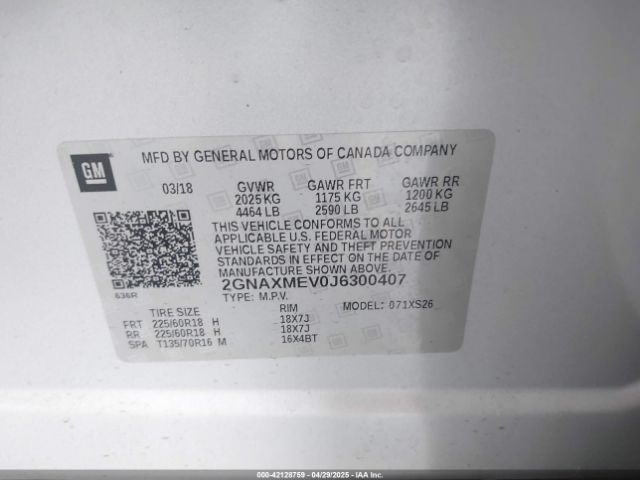 GM
MFD BY GENERAL MOTORS OF CANADA COMPANY
03/18 GVWR GAWR FRT GAWR RR
2025 KG 1175 KG 1200 KG
4464 LB 2590 LB 2645 LB
THIS VEHICLE CONFORMS TO ALL
APPLICABLE U.S. FEDERAL MOTOR
VEHICLE SAFETY AND THEFT PREVENTION
STANDARDS IN EFFECT ON THE DATE OF
MANUFACTURE SHOWN ABOVE.
2GNAXMEV0J6300407
636R
TYPE: M.P.V.
TIRE SIZE RIM MODEL: 071XS26
FRT 225/60R18 H 18X7J
RR 225/60R18 H 18X7J
SPA T135/70R16 M 16X4BT
000-42128759 - 04/29/2025 - IAAI Inc.